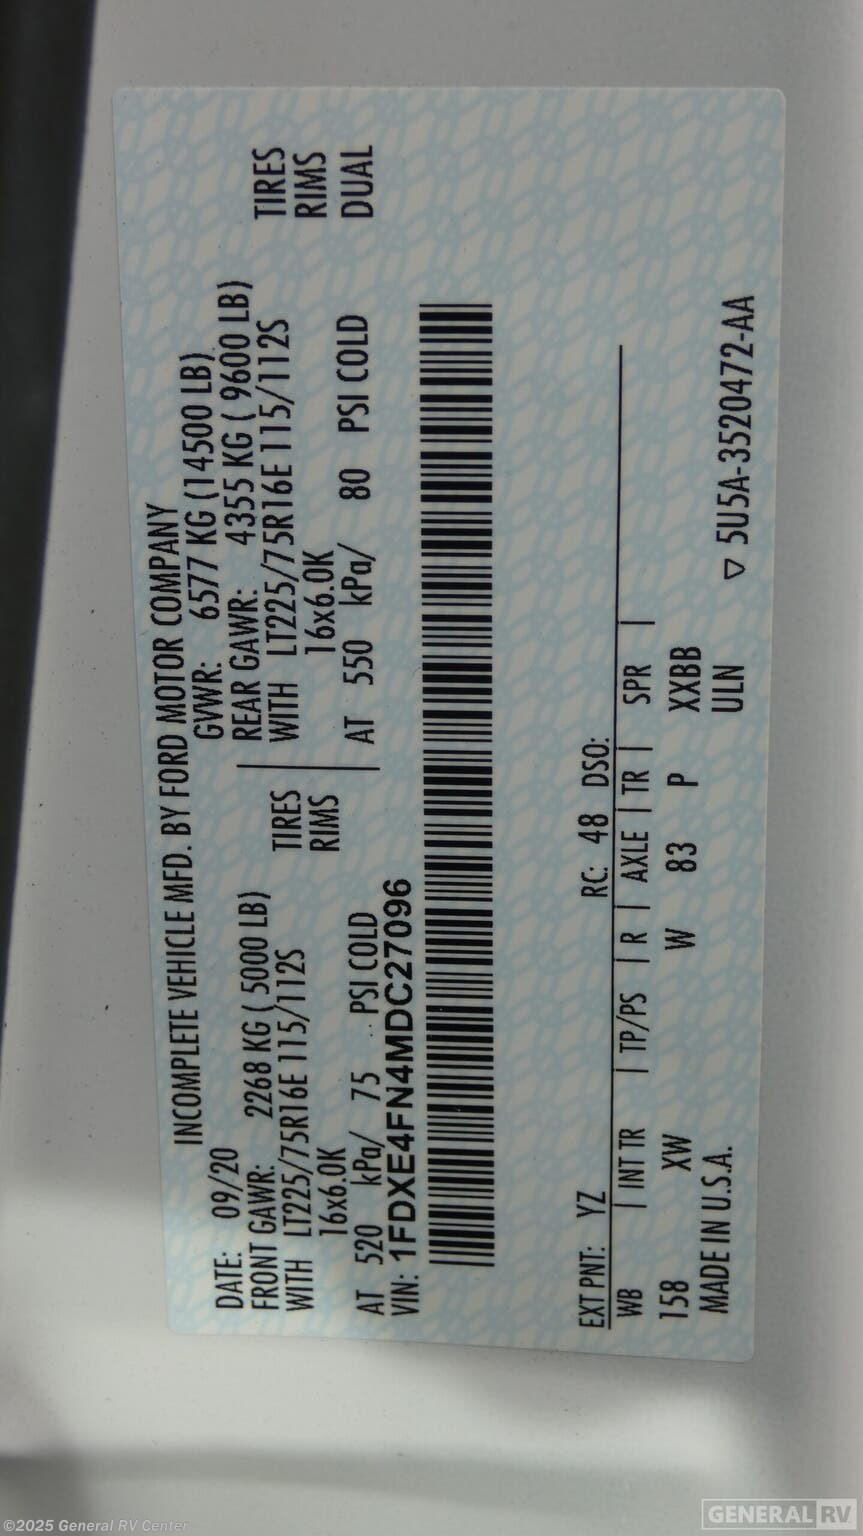 INCOMPLETE VEHICLE MFD. BY FORD MOTOR COMPANY
DATE: 09/20 GVWR: 6577 KG (14500 LB)
FRONT GAWR: 2268 KG ( 5000 LB) REAR GAWR: 4355 KG ( 9600 LB)
WITH LT225/75R16E 115/112S TIRES WITH LT225/75R16E 115/112S TIRES
16x6.0K RIMS 16x6.0K RIMS
AT 520 kPa/ 75 PSI COLD AT 550 kPa/ 80 PSI COLD DUAL
VIN: 1FDXE4FN4MDC27096
EXT PNT: YZ RC: 48 DSO:
WB | INT TR | TP/PS | R | AXLE | TR | SPR |
158 XW W 83 P XXBB
MADE IN U.S.A. ULN
▽ 5U5A-3520472-AA
©2025 General RV Center
GENERAL RV